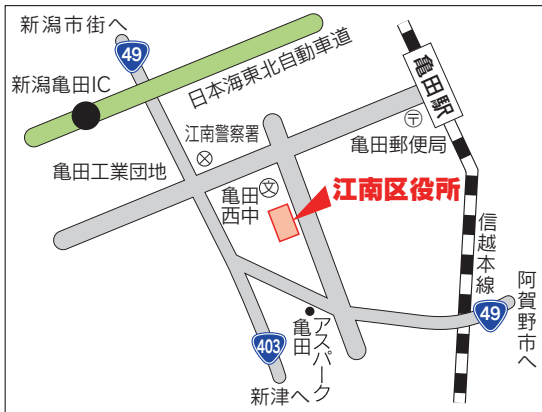 新潟市街へ
49
新潟亀田IC
日本海東北自動車道
亀田駅
江南警察署
〒
亀田郵便局
亀田工業団地
文
亀田
西中
江南区役所
信越本線
阿賀野市へ
49
亀田
アスパーク
403
新津へ